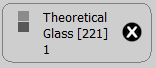 Theoretical
Glass [221]
1